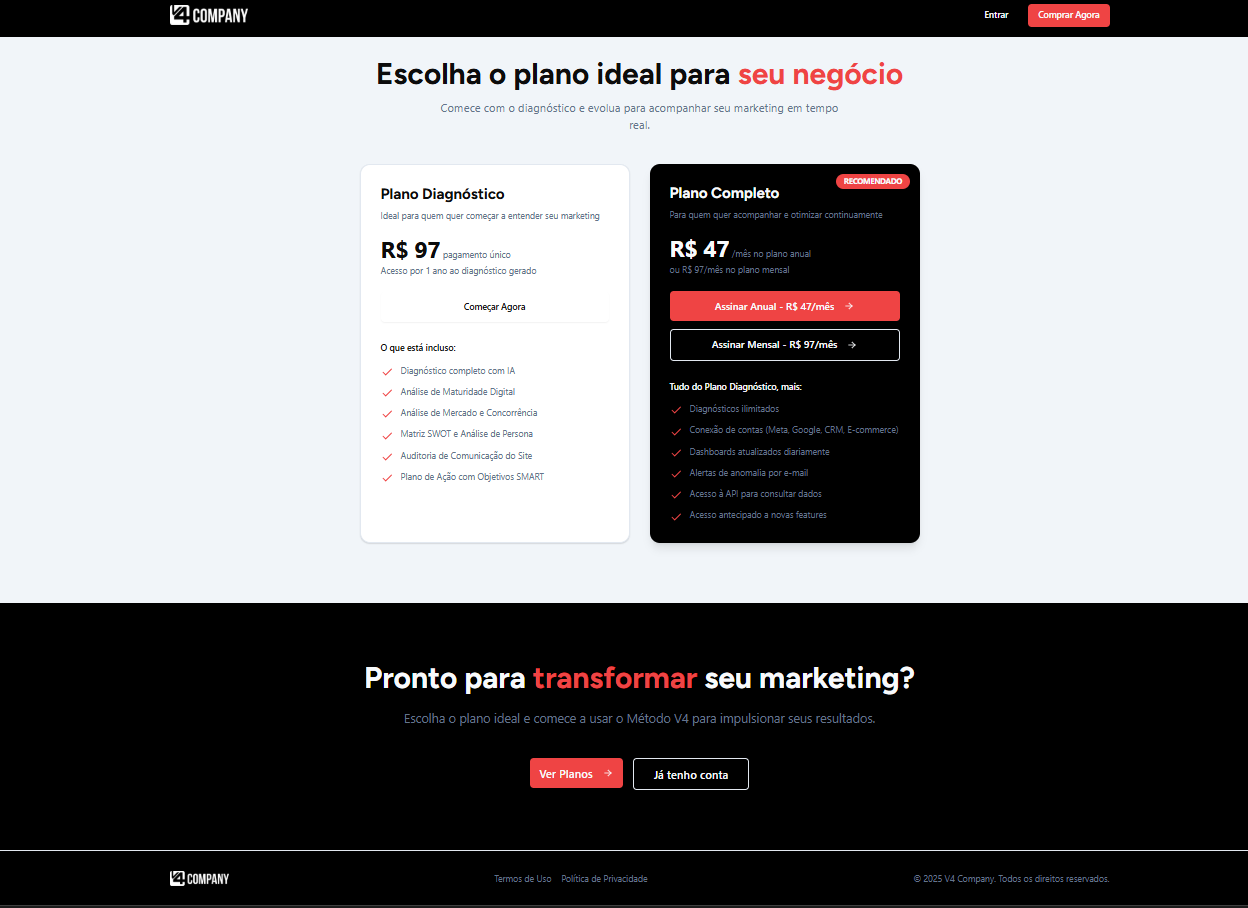 V4 COMPANY
Entrar
Comprar Agora
Escolha o plano ideal para seu negócio
Comece com o diagnóstico e evolua para acompanhar seu marketing em tempo
real.
Plano Diagnóstico
Ideal para quem quer começar a entender seu marketing
R$ 97 pagamento único
Acesso por 1 ano ao diagnóstico gerado
Começar Agora
O que está incluso:
Diagnóstico completo com IA
Análise de Maturidade Digital
Análise de Mercado e Concorrência
Matriz SWOT e Análise de Persona
Auditoria de Comunicação do Site
Plano de Ação com Objetivos SMART
RECOMENDADO
Plano Completo
Para quem quer acompanhar e otimizar continuamente
R$ 47 /mês no plano anual
ou R$ 97/mês no plano mensal
Assinar Anual - R$ 47/mês
Assinar Mensal - R$ 97/mês
Tudo do Plano Diagnóstico, mais:
Diagnósticos ilimitados
Conexão de contas (Meta, Google, CRM, E-commerce)
Dashboards atualizados diariamente
Alertas de anomalia por e-mail
Acesso à API para consultar dados
Acesso antecipado a novas features
Pronto para transformar seu marketing?
Escolha o plano ideal e comece a usar o Método V4 para impulsionar seus resultados.
Ver Planos
Já tenho conta
V4 COMPANY
Termos de Uso
Política de Privacidade
© 2025 V4 Company. Todos os direitos reservados.